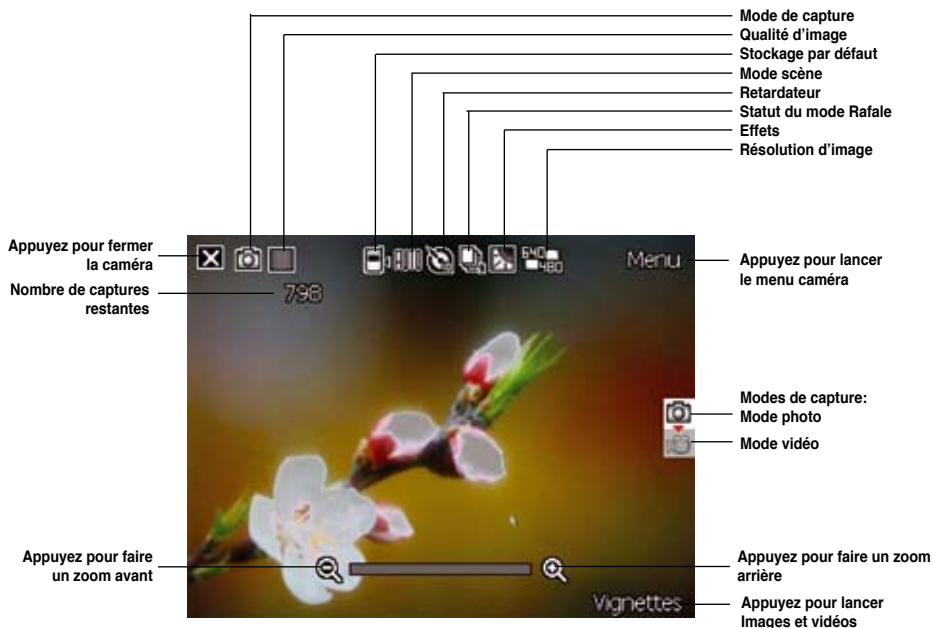 Mode de capture
Qualité d'image
Stockage par défaut
Mode scène
Retardateur
Statut du mode Rafale
Effets
Résolution d'image
Appuyez pour fermer
la caméra
Nombre de captures
restantes
640
480
Menu
798
Appuyez pour lancer
le menu caméra
Modes de capture:
Mode photo
Mode vidéo
Appuyez pour faire
un zoom avant
Appuyez pour faire un zoom
arrière
Vignettes
Appuyez pour lancer
Images et vidéos